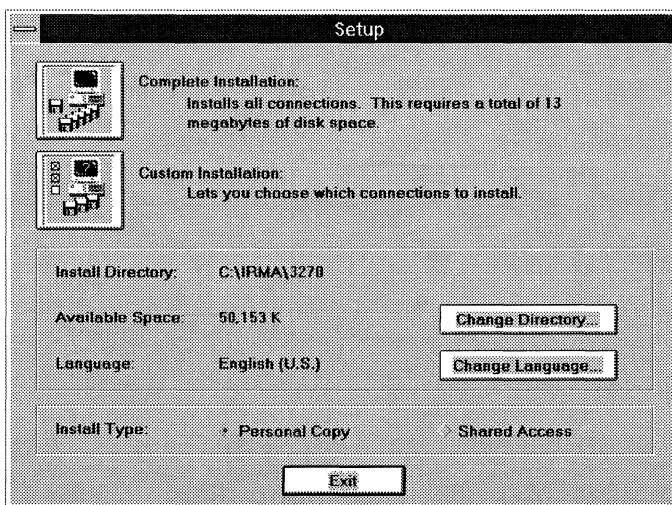 Setup
Complete Installation:
Installs all connections. This requires a total of 13
megabytes of disk space.
Custom Installation:
Lets you choose which connections to install.
Install Directory: C:\IRMA\3270
Available Space: 50,153 K Change Directory...
Language: English (U.S.) Change Language...
Install Type: Personal Copy Shared Access
Exit